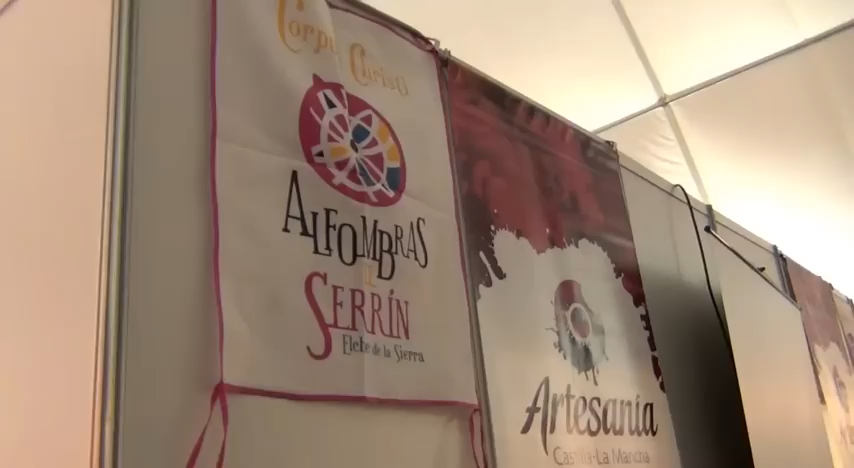 Corpus Christi
ALFOMBRAS
DE
SERRÍN
Elche de la Sierra
Artesanía
Castilla-La Mancha